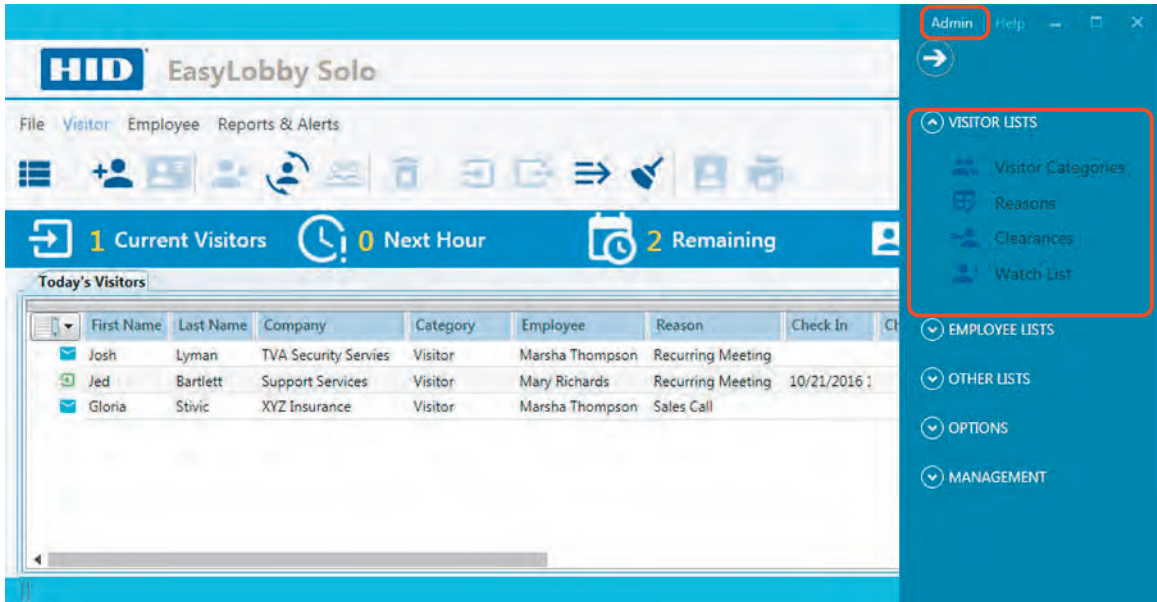 Admin Help
HID EasyLobby Solo
File Visitor Employee Reports & Alerts
1 Current Visitors 0 Next Hour 2 Remaining
Today's Visitors
First Name Last Name Company Category Employee Reason Check In Ch
Josh Lyman TVA Security Servies Visitor Marsha Thompson Recurring Meeting
Jed Bartlett Support Services Visitor Mary Richards Recurring Meeting 10/21/2016 1
Gloria Stivic XYZ Insurance Visitor Marsha Thompson Sales Call
VISITOR LISTS
Visitor Categories
Reasons
Clearances
Watch List
EMPLOYEE LISTS
OTHER LISTS
OPTIONS
MANAGEMENT